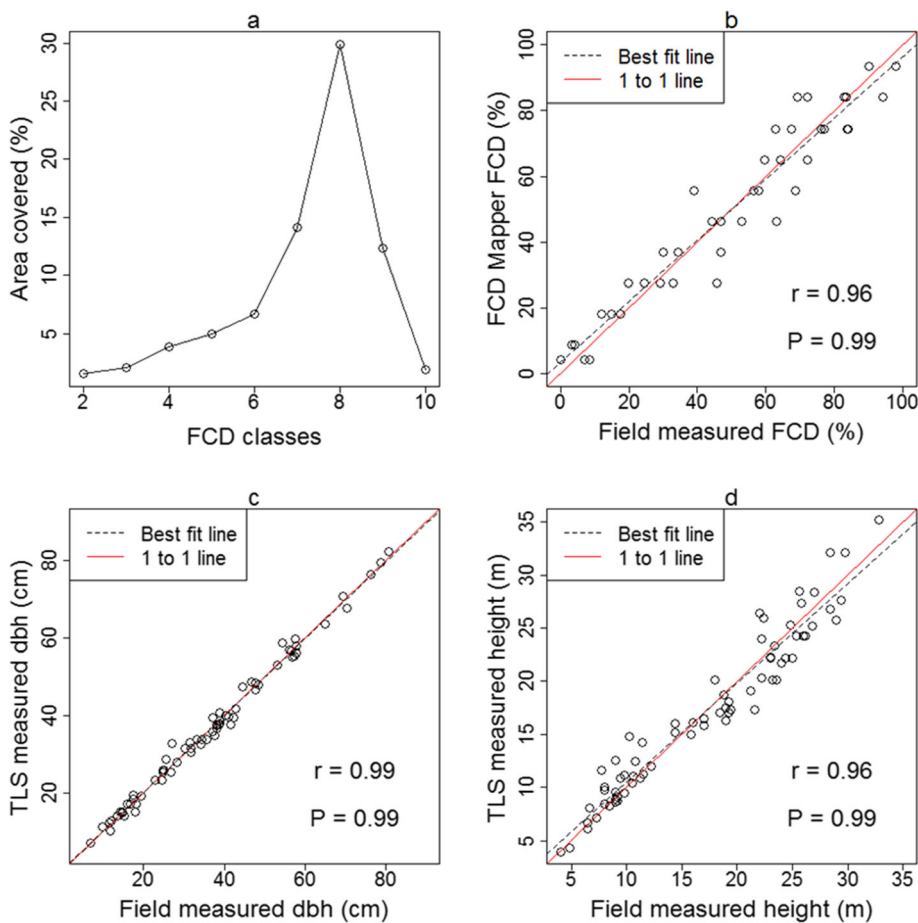 a
Area covered (%)
30
25
20
15
10
5
2
4
6
8
10
FCD classes
b
Best fit line
1 to 1 line
FCD Mapper FCD (%)
100
80
60
40
20
0
r = 0.96
P = 0.99
0
20
40
60
80
100
Field measured FCD (%)
c
Best fit line
1 to 1 line
TLS measured dbh (cm)
80
60
40
20
r = 0.99
P = 0.99
20
40
60
80
Field measured dbh (cm)
d
Best fit line
1 to 1 line
TLS measured height (m)
35
30
25
20
15
10
5
r = 0.96
P = 0.99
5
10
15
20
25
30
35
Field measured height (m)